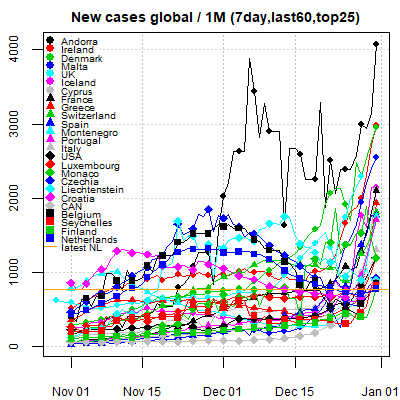 New cases global / 1M (7day,last60,top25)
4000
3000
2000
1000
0
Andorra
Ireland
Denmark
Malta
UK
Iceland
Cyprus
France
Greece
Switzerland
Spain
Montenegro
Portugal
Italy
USA
Luxembourg
Monaco
Czechia
Liechtenstein
Croatia
CAN
Belgium
Seychelles
Finland
Netherlands
latest NL
Nov 01 Nov 15 Dec 01 Dec 15 Jan 01